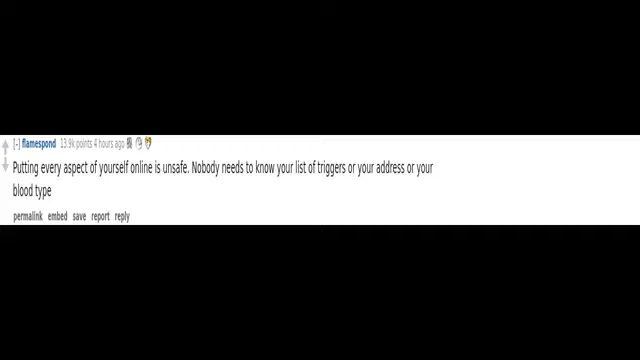 [-] flamespond 13.9k points 4 hours ago
Putting every aspect of yourself online is unsafe. Nobody needs to know your list of triggers or your address or your
blood type
permalink embed save report reply